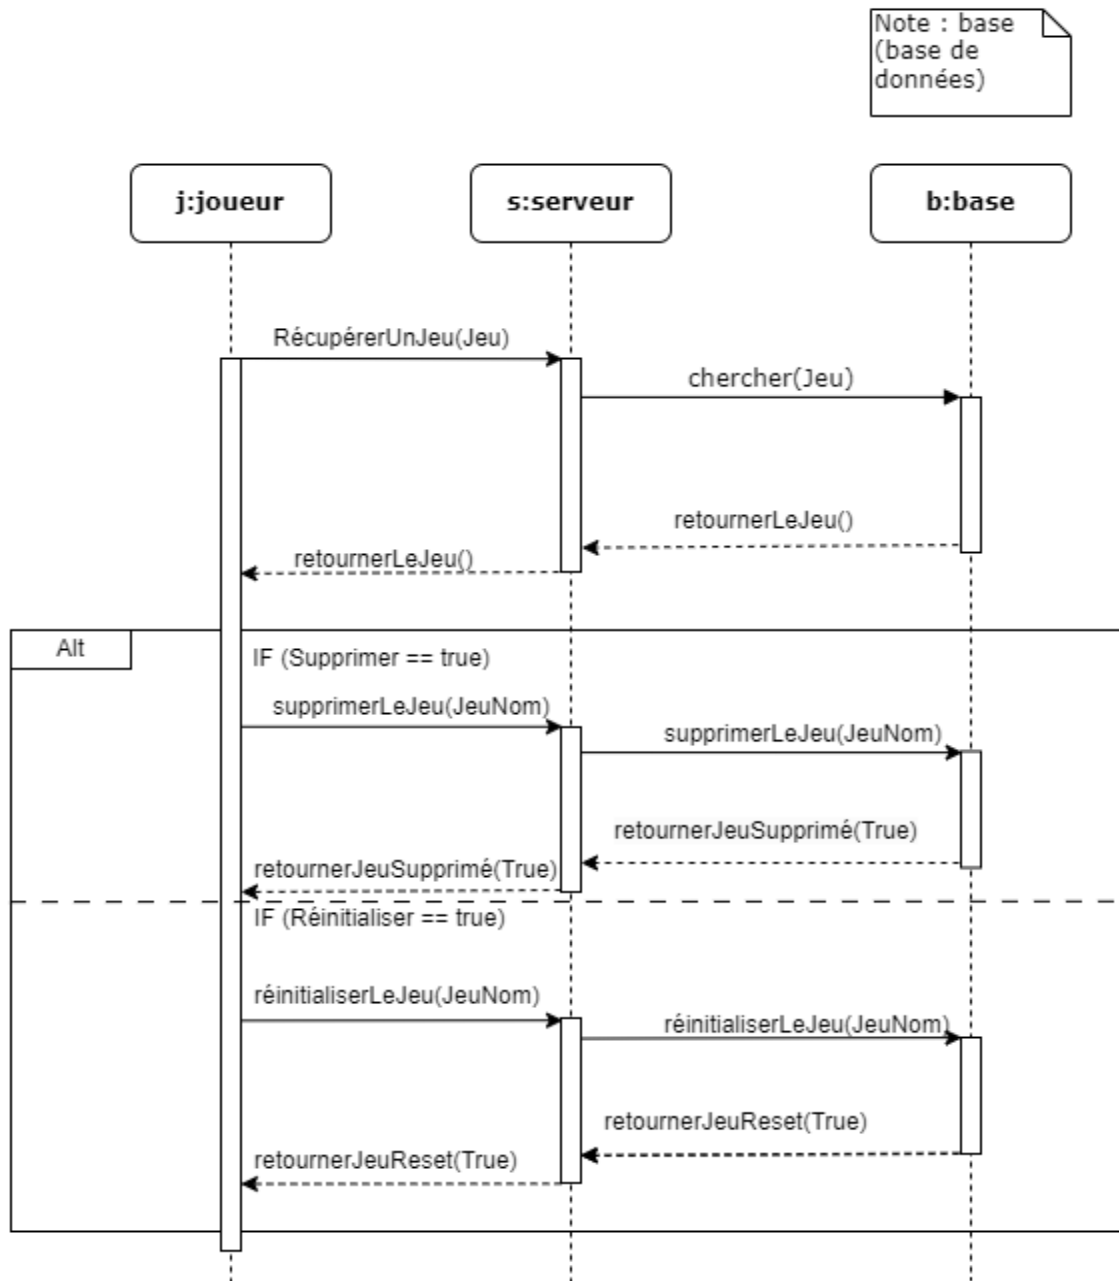 Note : base
(base de
données)
j:joueur
s:serveur
b:base
RécupérerUnJeu(Jeu)
chercher(Jeu)
retournerLeJeu()
retournerLeJeu()
Alt
IF (Supprimer == true)
supprimerLeJeu(JeuNom)
supprimerLeJeu(JeuNom)
retournerJeuSupprimé(True)
retournerJeuSupprimé(True)
IF (Réinitialiser == true)
réinitialiserLeJeu(JeuNom)
réinitialiserLeJeu(JeuNom)
retournerJeuReset(True)
retournerJeuReset(True)